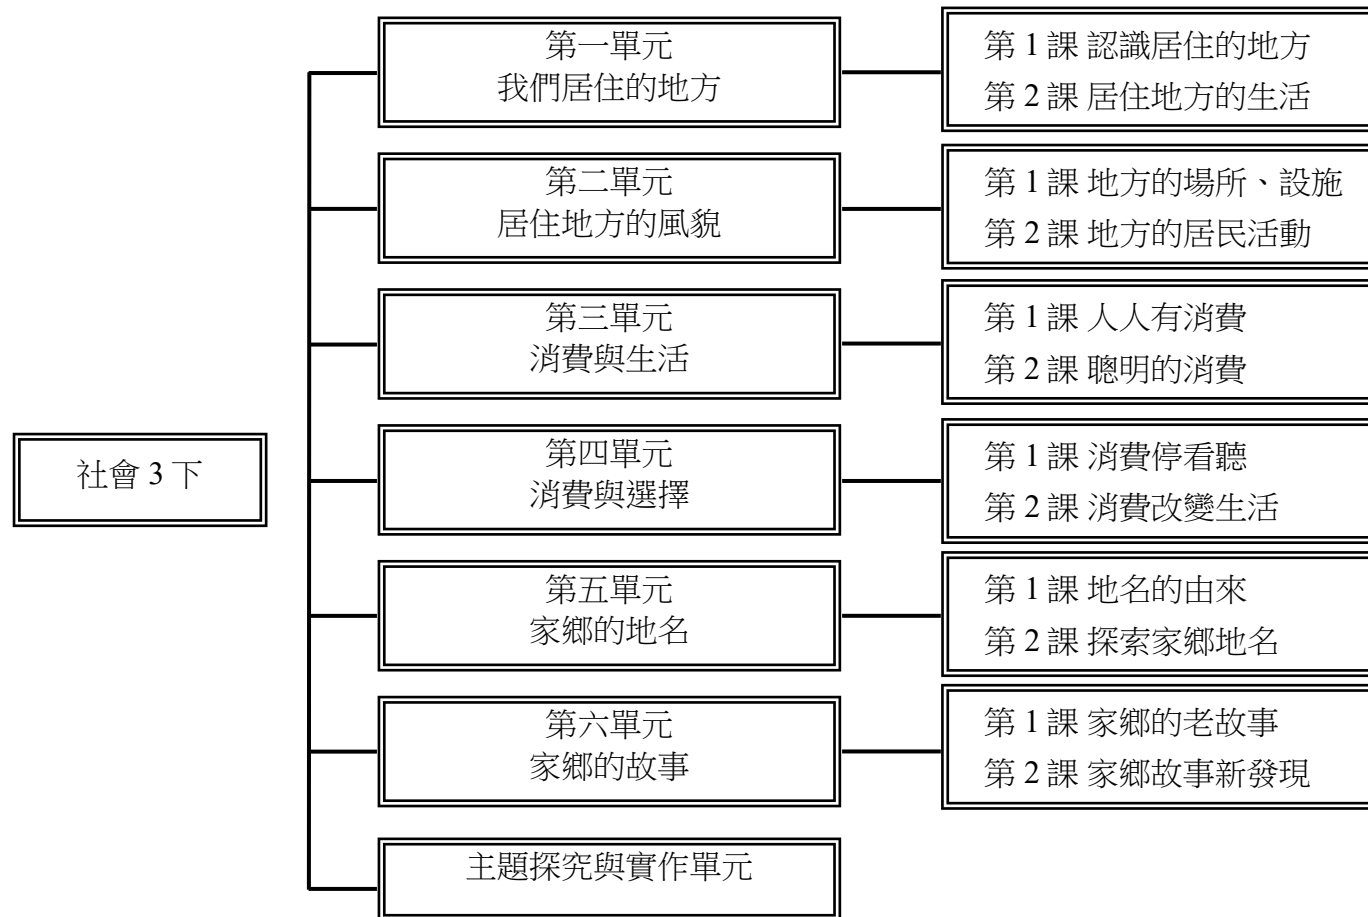 社會 3 下
第一單元
我們居住的地方
第 1 課 認識居住的地方
第 2 課 居住地方的生活
第二單元
居住地方的風貌
第 1 課 地方的場所、設施
第 2 課 地方的居民活動
第三單元
消費與生活
第 1 課 人人有消費
第 2 課 聰明的消費
第四單元
消費與選擇
第 1 課 消費停看聽
第 2 課 消費改變生活
第五單元
家鄉的地名
第 1 課 地名的由來
第 2 課 探索家鄉地名
第六單元
家鄉的故事
第 1 課 家鄉的老故事
第 2 課 家鄉故事新發現
主題探究與實作單元